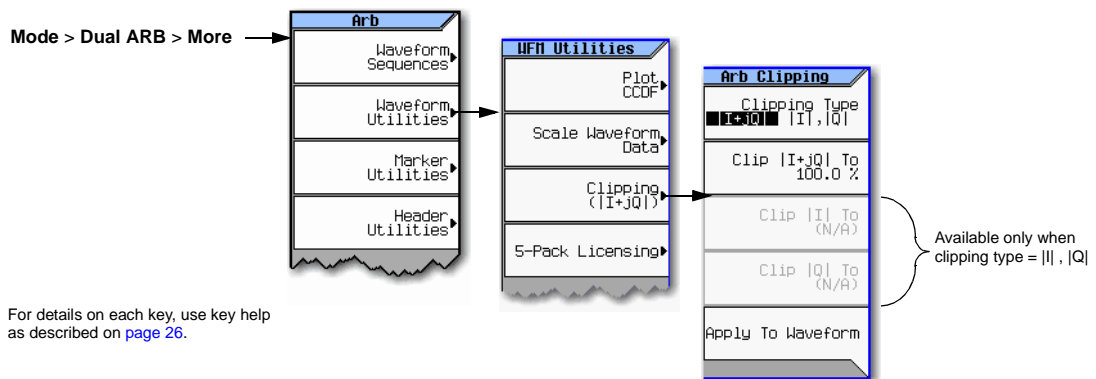 Mode > Dual ARB > More
Arb
Waveform
Sequences
Waveform
Utilities
Marker
Utilities
Header
Utilities
WFM Utilities
Plot
CCDF
Scale Waveform
Data
Clipping
(|I+jQ|)
5-Pack Licensing
Arb Clipping
Clipping Type
|I+jQ| |I|,|Q|
Clip |I+jQ| To
100.0 %
Clip |I| To
(N/A)
Clip |Q| To
(N/A)
Apply To Waveform
Available only when
clipping type = |I| , |Q|
For details on each key, use key help
as described on page 26.